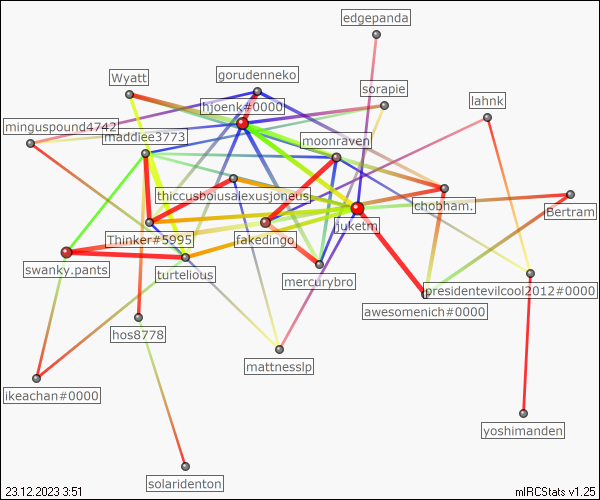 edgepanda
gorudenneko
Wyatt
sorapie
hjoenk#0000
lahnk
minguspound4742
maddiee3773
moonraven
thiccusboiusalexusjoneus
chobham.
Bertram
Thinker#5995
fakedingo
juketm
swanky.pants
turtelious
mercurybro
presidentevilcool2012#0000
awesomenich#0000
hos8778
mattnesslp
ikeachan#0000
yoshimanden
solaridenton
23.12.2023 3:51
mIRCStats v1.25